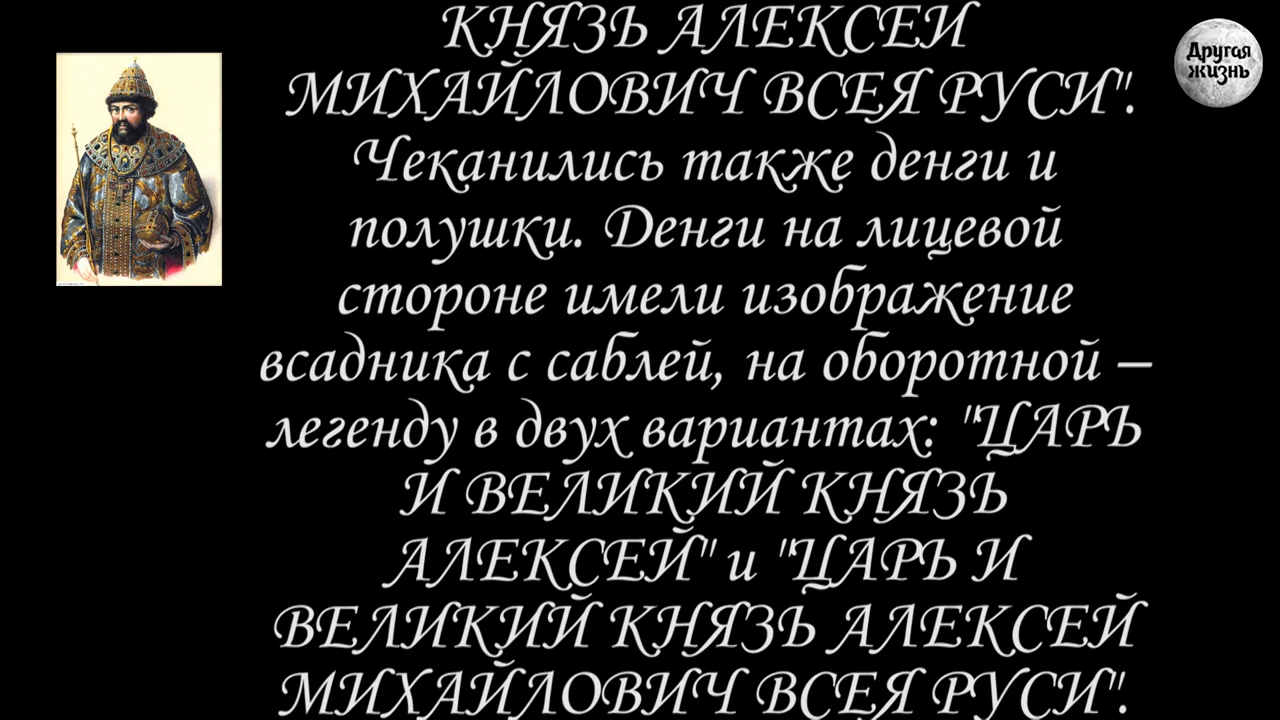 КНЯЗЬ АЛЕКСЕЙ
МИХАЙЛОВИЧ ВСЕЯ РУСИ".
Чеканились также денги и
полушки. Денги на лицевой
стороне имели изображение
всадника с саблей, на оборотной –
легенду в двух вариантах: "ЦАРЬ
И ВЕЛИКИЙ КНЯЗЬ
АЛЕКСЕЙ" и "ЦАРЬ И
ВЕЛИКИЙ КНЯЗЬ АЛЕКСЕЙ
МИХАЙЛОВИЧ ВСЕЯ РУСИ".
Другая
жизнь